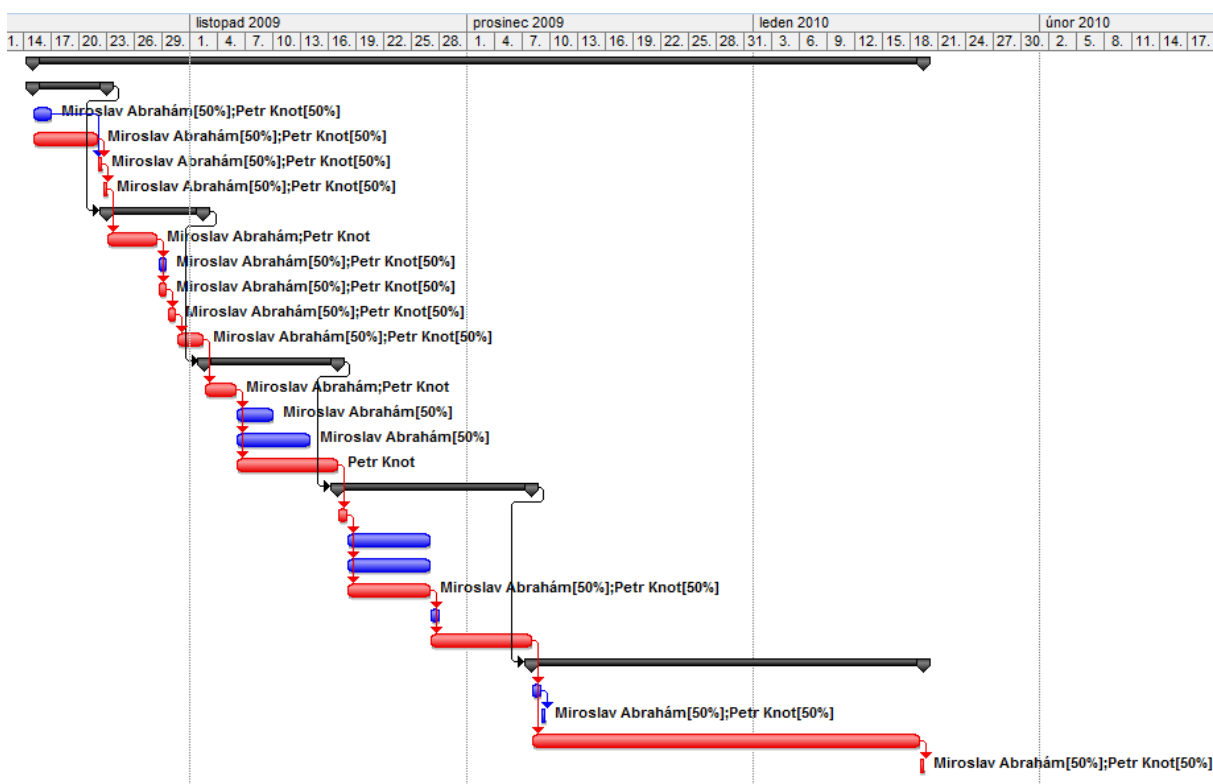 listopad 2009 prosinec 2009 leden 2010 únor 2010
1. 14. 17. 20. 23. 26. 29. 1. 4. 7. 10. 13. 16. 19. 22. 25. 28. 1. 4. 7. 10. 13. 16. 19. 22. 25. 28. 31. 3. 6. 9. 12. 15. 18. 21. 24. 27. 30. 2. 5. 8. 11. 14. 17.
Miroslav Abrahám[50%];Petr Knot[50%]
Miroslav Abrahám[50%];Petr Knot[50%]
Miroslav Abrahám[50%];Petr Knot[50%]
Miroslav Abrahám[50%];Petr Knot[50%]
Miroslav Abrahám;Petr Knot
Miroslav Abrahám[50%];Petr Knot[50%]
Miroslav Abrahám[50%];Petr Knot[50%]
Miroslav Abrahám[50%];Petr Knot[50%]
Miroslav Abrahám[50%];Petr Knot[50%]
Miroslav Abrahám;Petr Knot
Miroslav Abrahám[50%]
Miroslav Abrahám[50%]
Petr Knot
Miroslav Abrahám[50%];Petr Knot[50%]
Miroslav Abrahám[50%];Petr Knot[50%]
Miroslav Abrahám[50%];Petr Knot[50%]